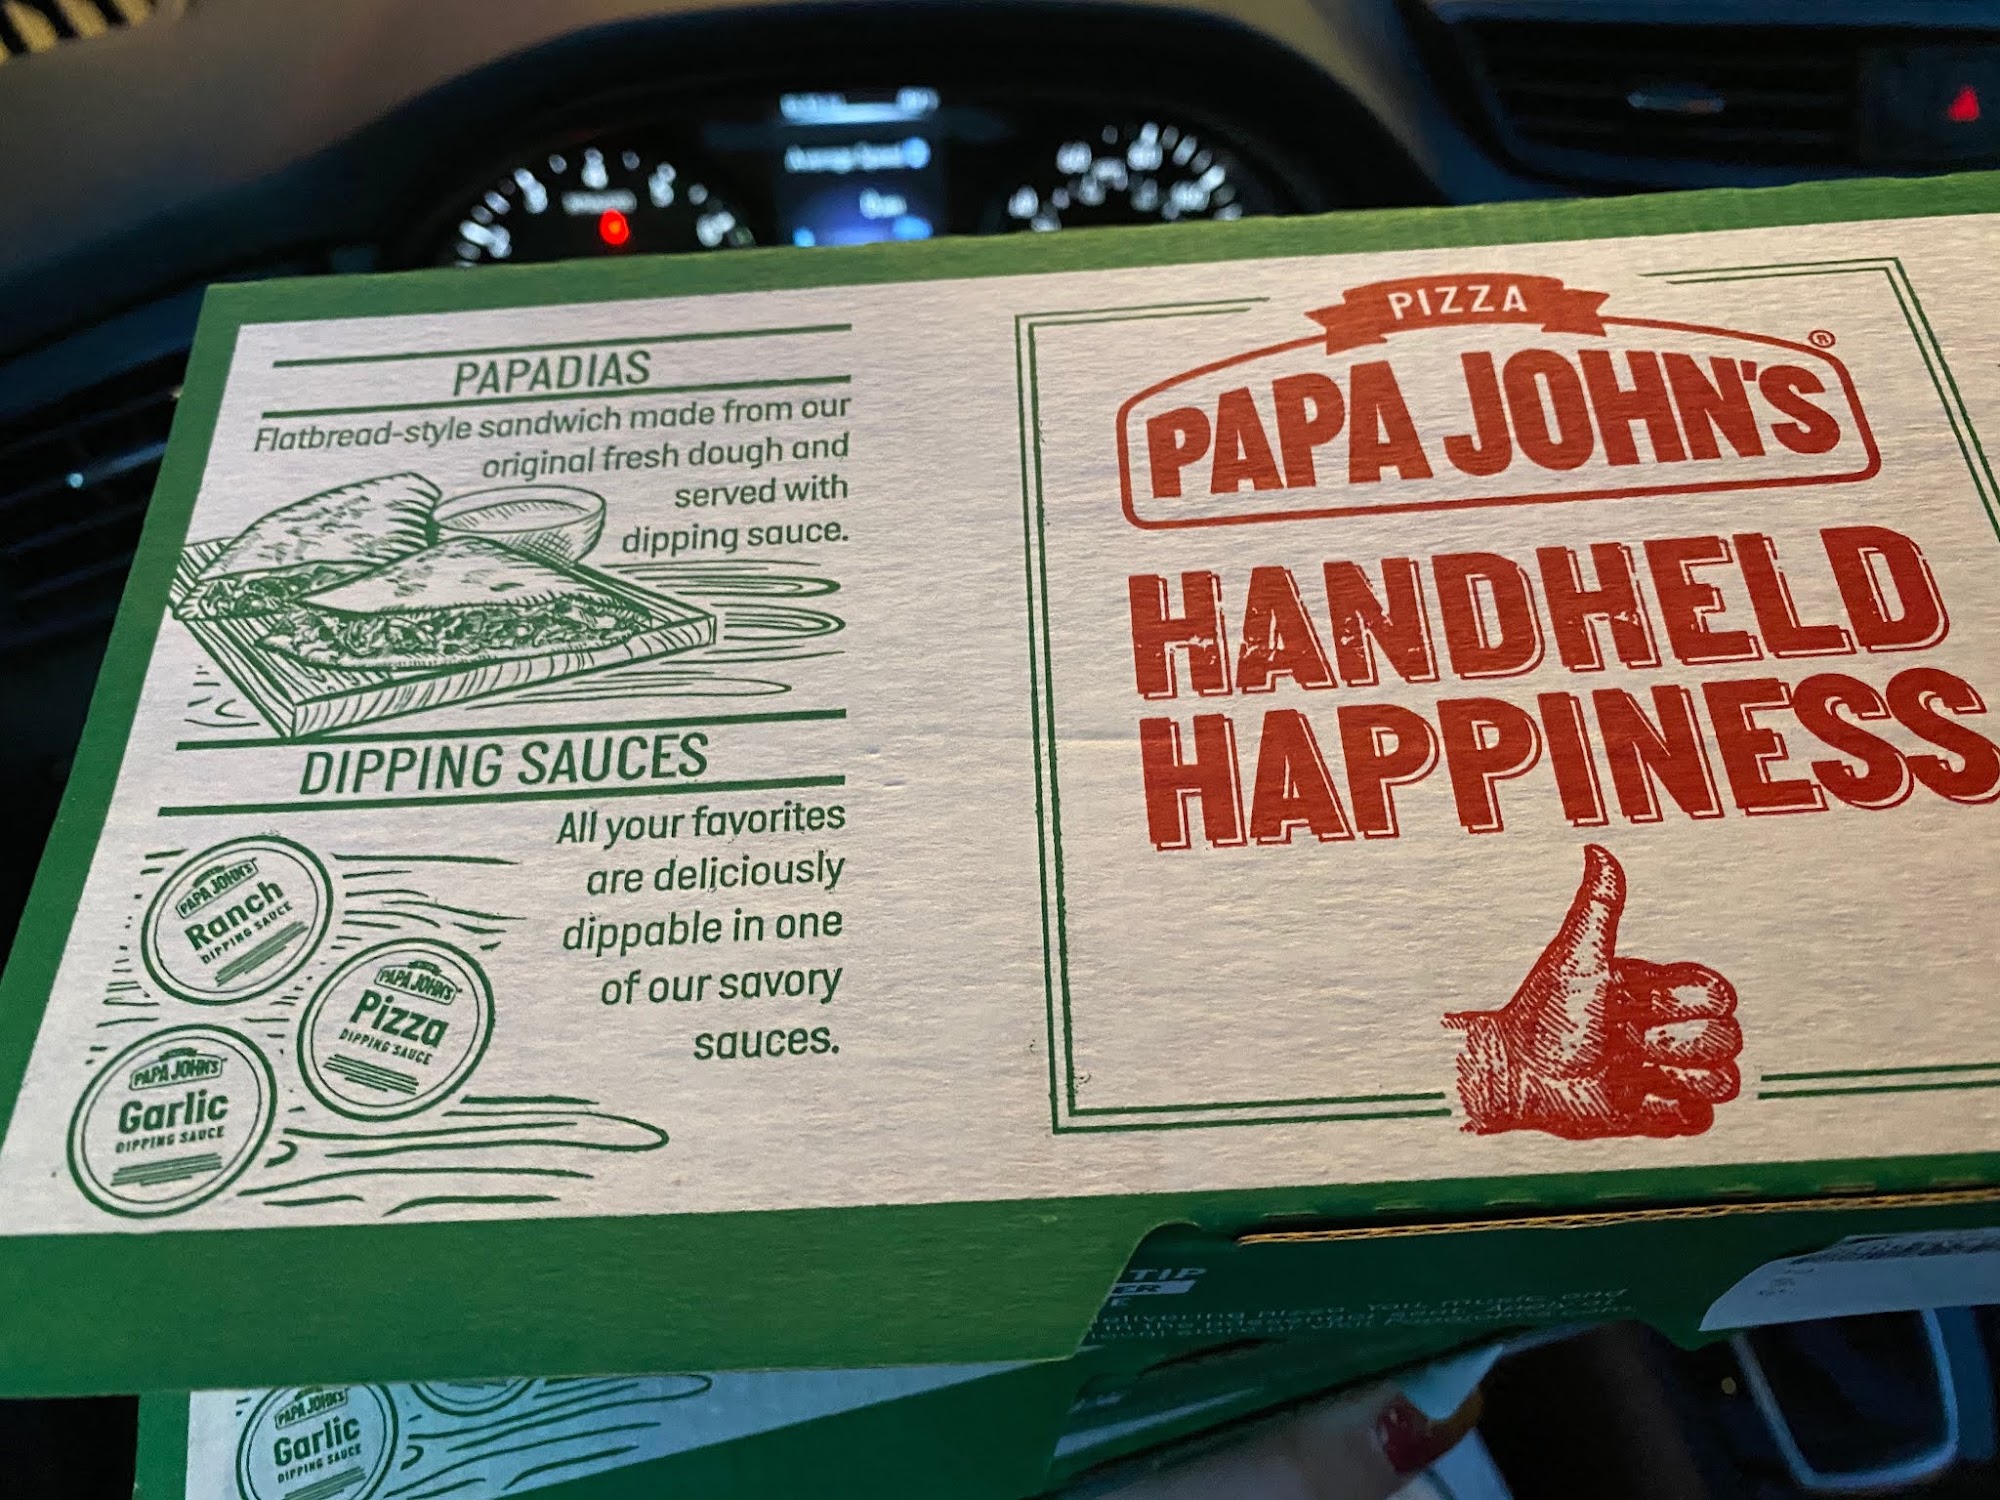 PAPADIAS
Flatbread-style sandwich made from our
original fresh dough and
served with
dipping sauce.
DIPPING SAUCES
All your favorites
are deliciously
dippable in one
of our savory
sauces.
PAPA JOHN'S
Ranch
DIPPING SAUCE
PAPA JOHN'S
Pizza
DIPPING SAUCE
PAPA JOHN'S
Garlic
DIPPING SAUCE
PIZZA
PAPA JOHN'S®
HANDHELD
HAPPINESS
TIP
PAPA JOHN'S
Garlic
DIPPING SAUCE